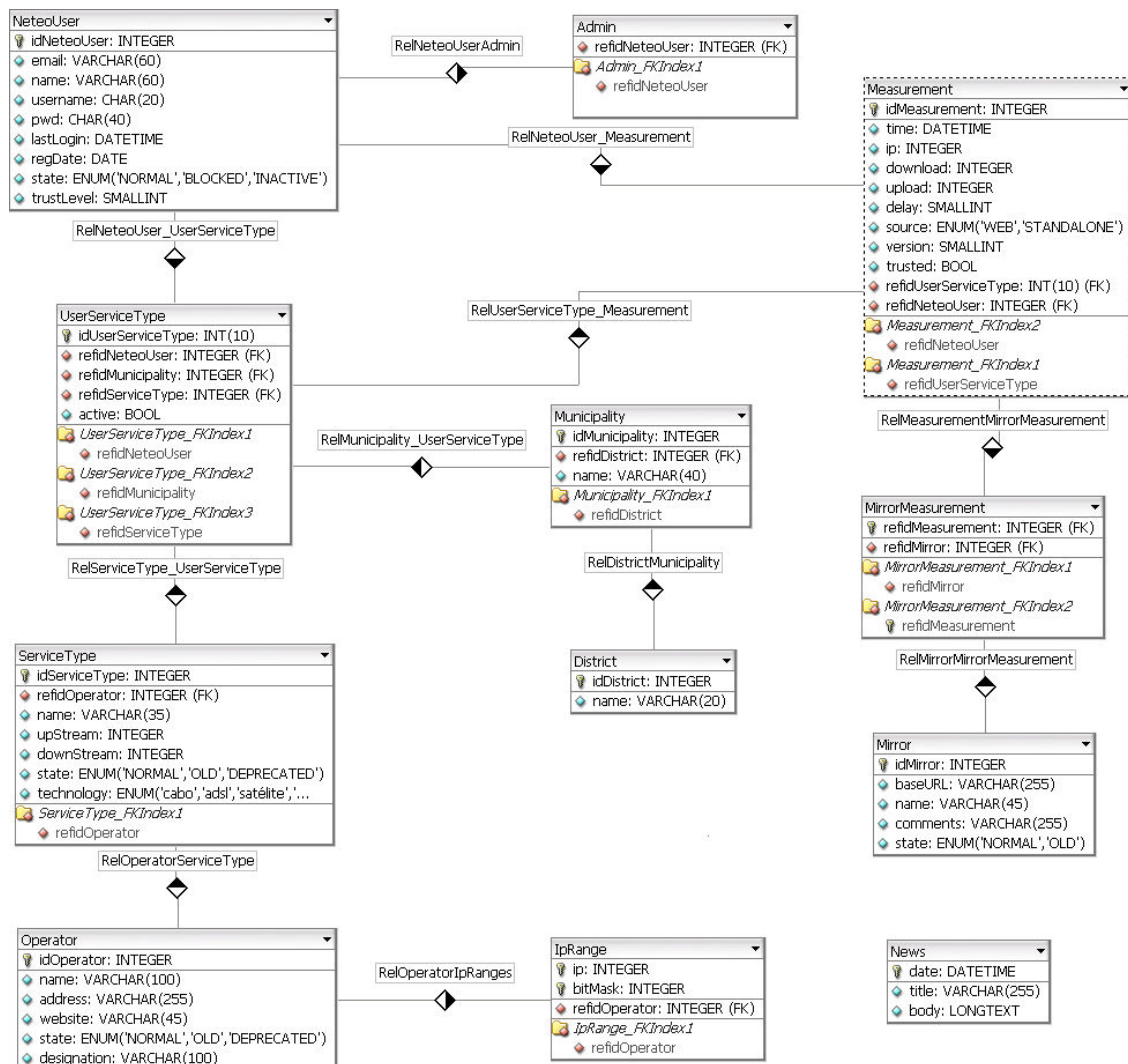 NeteoUser
idNeteoUser: INTEGER
email: VARCHAR(60)
name: VARCHAR(60)
username: CHAR(20)
pwd: CHAR(40)
lastLogin: DATETIME
regDate: DATE
state: ENUM('NORMAL','BLOCKED','INACTIVE')
trustLevel: SMALLINT
RelNeteoUserAdmin
Admin
refidNeteoUser: INTEGER (FK)
Admin_FKIndex1
refidNeteoUser
RelNeteoUser_Measurement
Measurement
idMeasurement: INTEGER
time: DATETIME
ip: INTEGER
download: INTEGER
upload: INTEGER
delay: SMALLINT
source: ENUM('WEB','STANDALONE')
version: SMALLINT
trusted: BOOL
refidUserServiceType: INT(10) (FK)
refidNeteoUser: INTEGER (FK)
Measurement_FKIndex2
refidNeteoUser
Measurement_FKIndex1
refidUserServiceType
RelNeteoUser_UserServiceType
UserServiceType
idUserServiceType: INT(10)
refidNeteoUser: INTEGER (FK)
refidMunicipality: INTEGER (FK)
refidServiceType: INTEGER (FK)
active: BOOL
UserServiceType_FKIndex1
refidNeteoUser
UserServiceType_FKIndex2
refidMunicipality
UserServiceType_FKIndex3
refidServiceType
RelUserServiceType_Measurement
RelMunicipality_UserServiceType
Municipality
idMunicipality: INTEGER
refidDistrict: INTEGER (FK)
name: VARCHAR(40)
Municipality_FKIndex1
refidDistrict
RelMeasurementMirrorMeasurement
MirrorMeasurement
refidMeasurement: INTEGER (FK)
refidMirror: INTEGER (FK)
MirrorMeasurement_FKIndex1
refidMirror
MirrorMeasurement_FKIndex2
refidMeasurement
RelServiceType_UserServiceType
RelDistrictMunicipality
District
idDistrict: INTEGER
name: VARCHAR(20)
RelMirrorMirrorMeasurement
Mirror
idMirror: INTEGER
baseURL: VARCHAR(255)
name: VARCHAR(45)
comments: VARCHAR(255)
state: ENUM('NORMAL','OLD')
ServiceType
idServiceType: INTEGER
refidOperator: INTEGER (FK)
name: VARCHAR(35)
upStream: INTEGER
downStream: INTEGER
state: ENUM('NORMAL','OLD','DEPRECATED')
technology: ENUM('cabo','adsl','satélite','...
ServiceType_FKIndex1
refidOperator
RelOperatorServiceType
Operator
idOperator: INTEGER
name: VARCHAR(100)
address: VARCHAR(255)
website: VARCHAR(45)
state: ENUM('NORMAL','OLD','DEPRECATED')
designation: VARCHAR(100)
RelOperatorIpRanges
IpRange
ip: INTEGER
bitMask: INTEGER
refidOperator: INTEGER (FK)
IpRange_FKIndex1
refidOperator
News
date: DATETIME
title: VARCHAR(255)
body: LONGTEXT